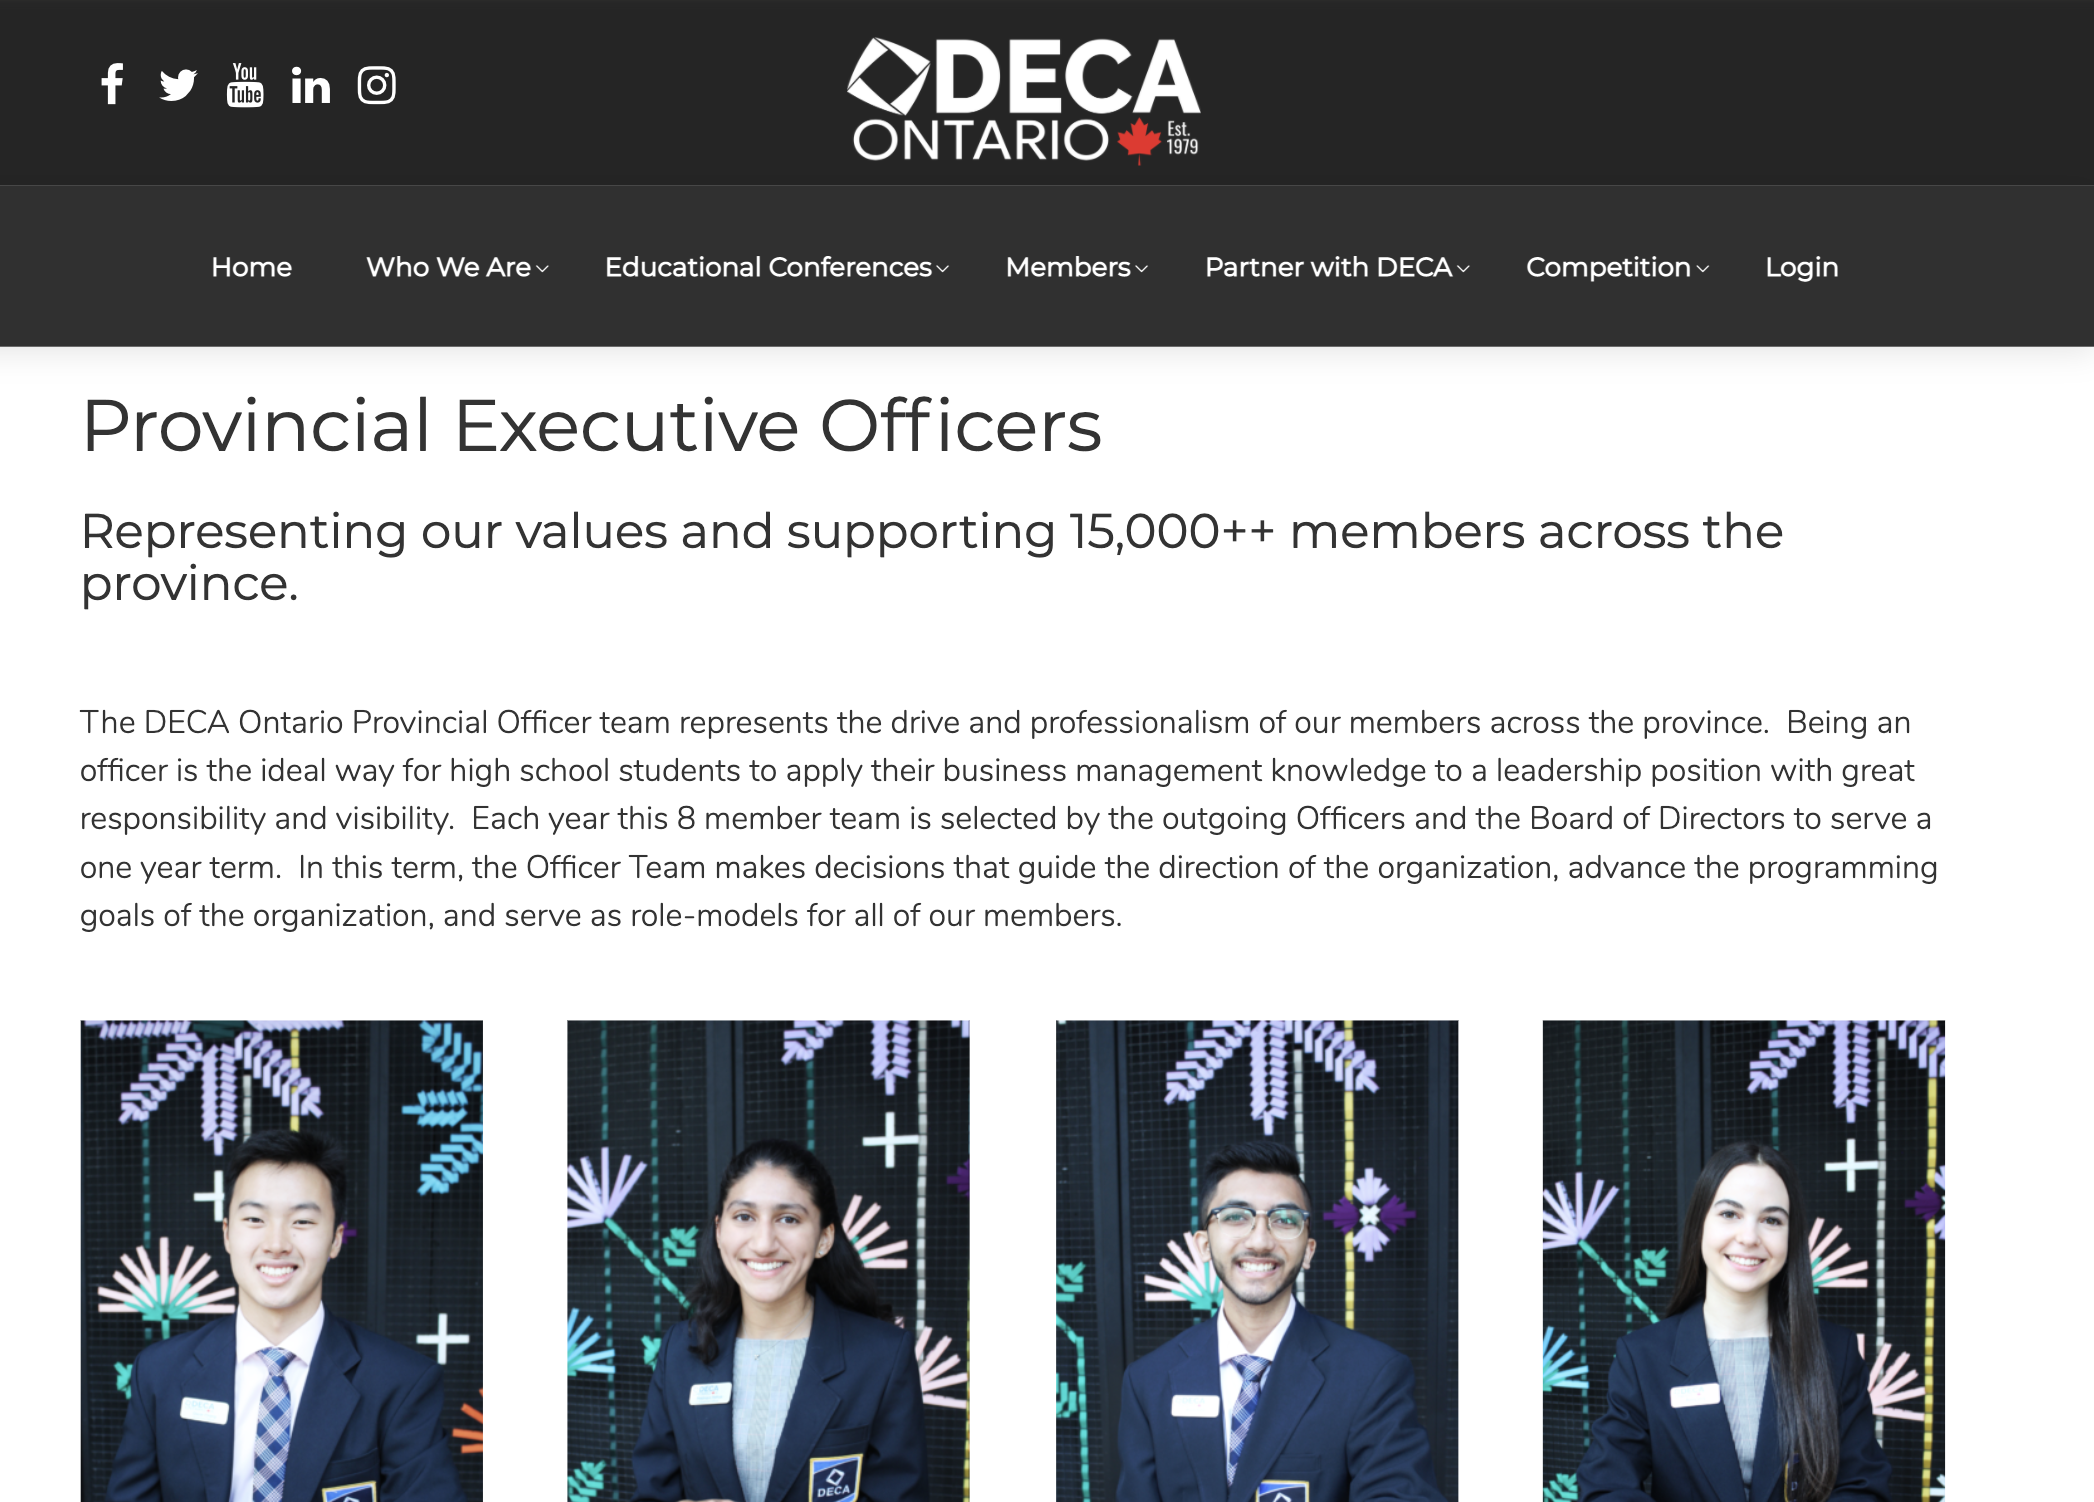 You
Tube
DECA
ONTARIO
Est.
1979
Home Who We Are Educational Conferences Members Partner with DECA Competition Login
Provincial Executive Officers
Representing our values and supporting 15,000++ members across the
province.
The DECA Ontario Provincial Officer team represents the drive and professionalism of our members across the province.  Being an
officer is the ideal way for high school students to apply their business management knowledge to a leadership position with great
responsibility and visibility.  Each year this 8 member team is selected by the outgoing Officers and the Board of Directors to serve a
one year term.  In this term, the Officer Team makes decisions that guide the direction of the organization, advance the programming
goals of the organization, and serve as role-models for all of our members.
DECA
DECA